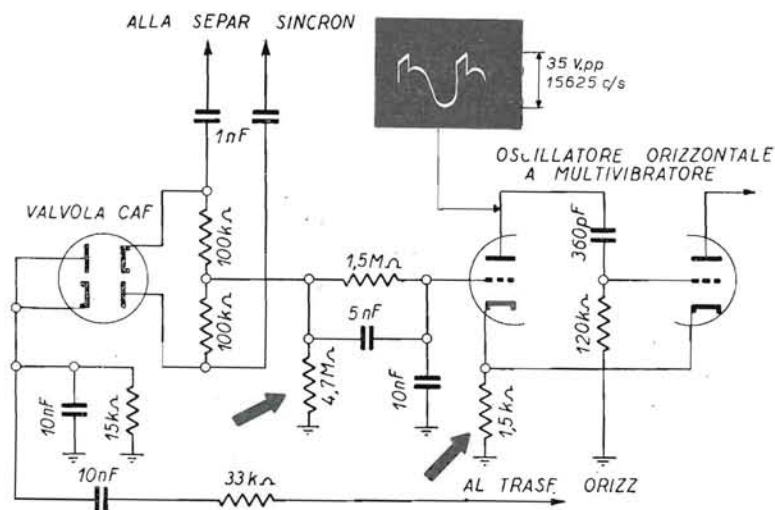 ALLA SEPAR SINCRON
35 V.pp
15625 c/s
1nF
OSCILLATORE ORIZZONTALE
A MULTIVIBRATORE
VALVOLA CAF
100kΩ
360pF
1,5MΩ
100kΩ
5nF
120kΩ
4,7MΩ
10nF
10nF
15kΩ
1,5kΩ
10nF
33kΩ
AL TRASF. ORIZZ